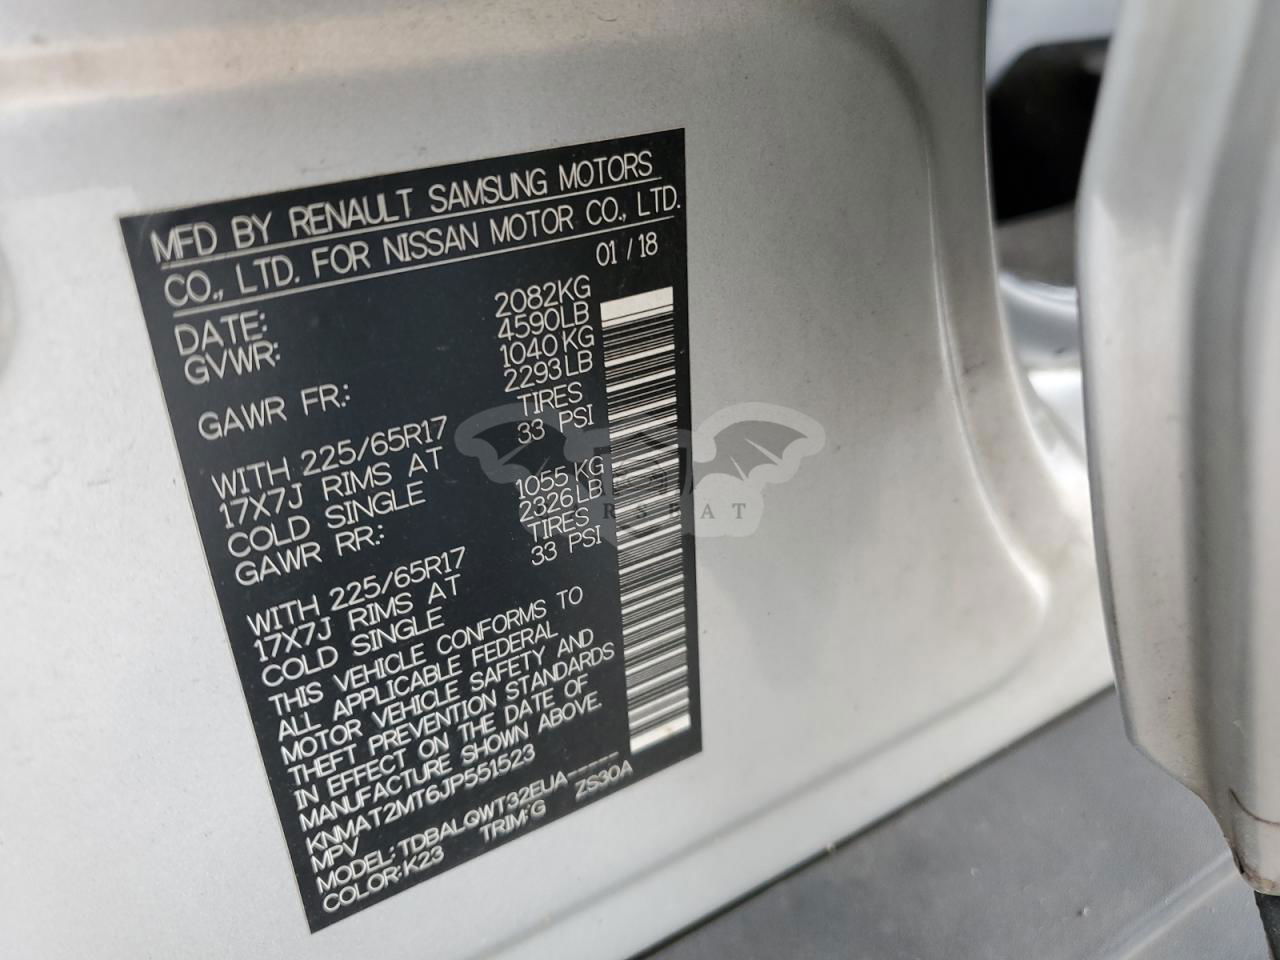 MFD BY RENAULT SAMSUNG MOTORS
CO., LTD. FOR NISSAN MOTOR CO., LTD.
DATE: 01 / 18
GVWR: 2082KG
4590LB
GAWR FR.: 1040 KG
2293LB
WITH 225/65R17 TIRES
17X7J RIMS AT 33 PSI
COLD SINGLE
GAWR RR.: 1055 KG
2326LB
WITH 225/65R17 TIRES
17X7J RIMS AT 33 PSI
COLD SINGLE
THIS VEHICLE CONFORMS TO
ALL APPLICABLE FEDERAL
MOTOR VEHICLE SAFETY AND
THEFT PREVENTION STANDARDS
IN EFFECT ON THE DATE OF
MANUFACTURE SHOWN ABOVE.
KNMAT2MT6JP551523
MPV
MODEL: TDBALQWT32EUA-----
COLOR:K23 TRIM:G ZS30A